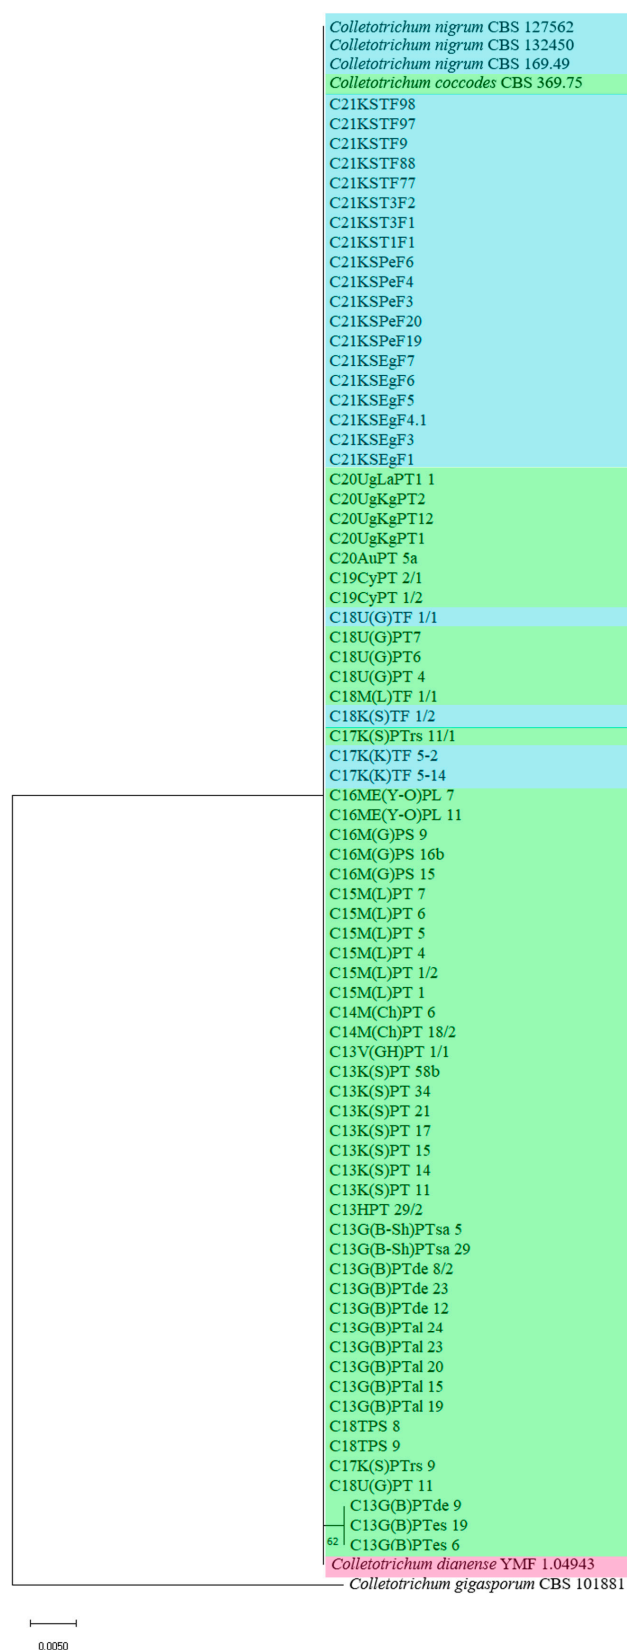 Colletotrichum nigrum CBS 127562
Colletotrichum nigrum CBS 132450
Colletotrichum nigrum CBS 169.49
Colletotrichum coccodes CBS 369.75
C21KSTF98
C21KSTF97
C21KSTF9
C21KSTF88
C21KSTF77
C21KST3F2
C21KST3F1
C21KST1F1
C21KSPeF6
C21KSPeF4
C21KSPeF3
C21KSPeF20
C21KSPeF19
C21KSEgF7
C21KSEgF6
C21KSEgF5
C21KSEgF4.1
C21KSEgF3
C21KSEgF1
C20UgLaPT1 1
C20UgKgPT2
C20UgKgPT12
C20UgKgPT1
C20AuPT 5a
C19CyPT 2/1
C19CyPT 1/2
C18U(G)TF 1/1
C18U(G)PT7
C18U(G)PT6
C18U(G)PT 4
C18M(L)TF 1/1
C18K(S)TF 1/2
C17K(S)PTrs 11/1
C17K(K)TF 5-2
C17K(K)TF 5-14
C16ME(Y-O)PL 7
C16ME(Y-O)PL 11
C16M(G)PS 9
C16M(G)PS 16b
C16M(G)PS 15
C15M(L)PT 7
C15M(L)PT 6
C15M(L)PT 5
C15M(L)PT 4
C15M(L)PT 1/2
C15M(L)PT 1
C14M(Ch)PT 6
C14M(Ch)PT 18/2
C13V(GH)PT 1/1
C13K(S)PT 58b
C13K(S)PT 34
C13K(S)PT 21
C13K(S)PT 17
C13K(S)PT 15
C13K(S)PT 14
C13K(S)PT 11
C13HPT 29/2
C13G(B-Sh)PTsa 5
C13G(B-Sh)PTsa 29
C13G(B)PTde 8/2
C13G(B)PTde 23
C13G(B)PTde 12
C13G(B)PTal 24
C13G(B)PTal 23
C13G(B)PTal 20
C13G(B)PTal 15
C13G(B)PTal 19
C18TPS 8
C18TPS 9
C17K(S)PTrs 9
C18U(G)PT 11
C13G(B)PTde 9
C13G(B)PTes 19
62 C13G(B)PTes 6
Colletotrichum dianense YMF 1.04943
Colletotrichum gigasporum CBS 101881
0.0050